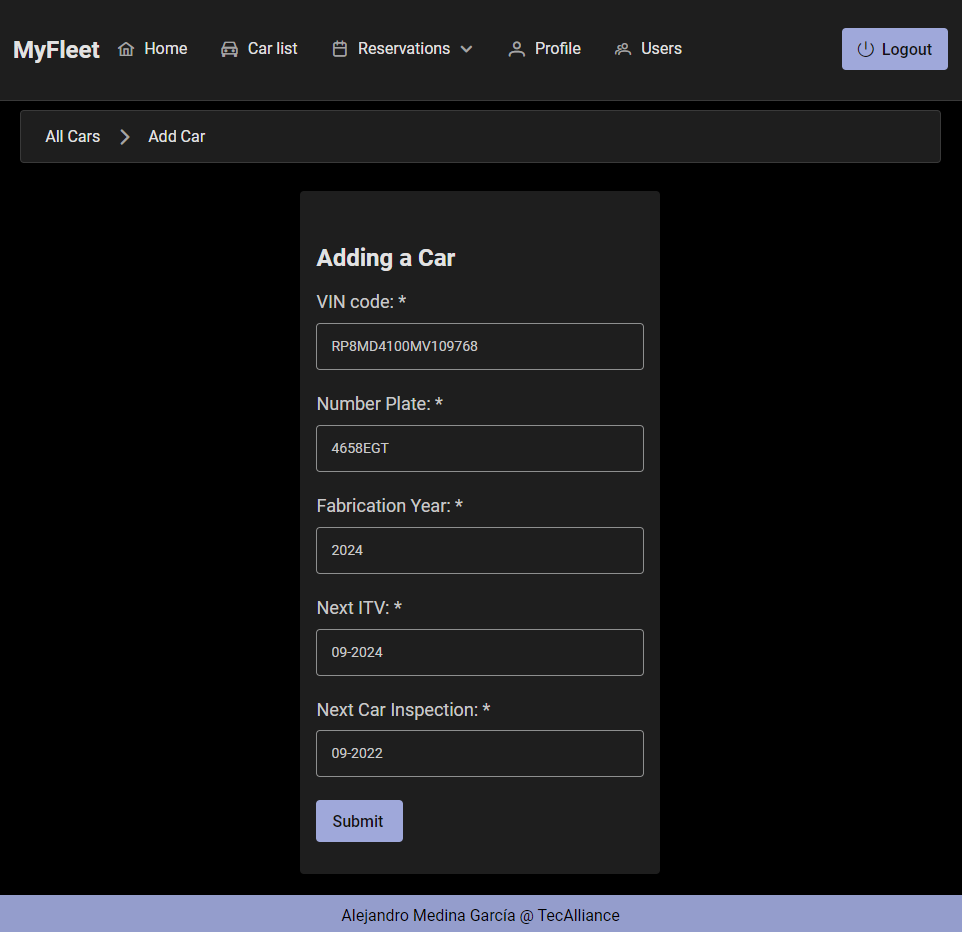 MyFleet Home Car list Reservations Profile Users Logout
All Cars Add Car
Adding a Car
VIN code: *
RP8MD4100MV109768
Number Plate: *
4658EGT
Fabrication Year: *
2024
Next ITV: *
09-2024
Next Car Inspection: *
09-2022
Submit
Alejandro Medina García @ TecAlliance